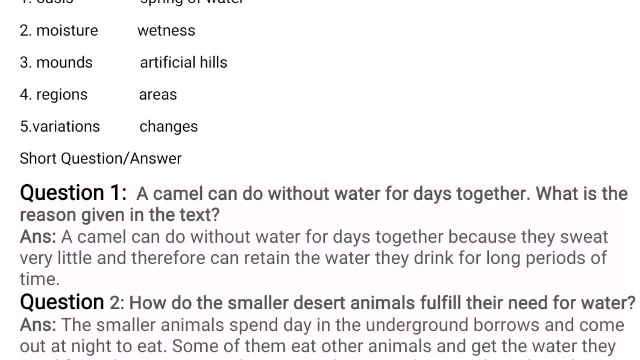 1. oasis spring of water
2. moisture wetness
3. mounds artificial hills
4. regions areas
5.variations changes
Short Question/Answer
Question 1: A camel can do without water for days together. What is the
reason given in the text?
Ans: A camel can do without water for days together because they sweat
very little and therefore can retain the water they drink for long periods of
time.
Question 2: How do the smaller desert animals fulfill their need for water?
Ans: The smaller animals spend day in the underground borrows and come
out at night to eat. Some of them eat other animals and get the water they